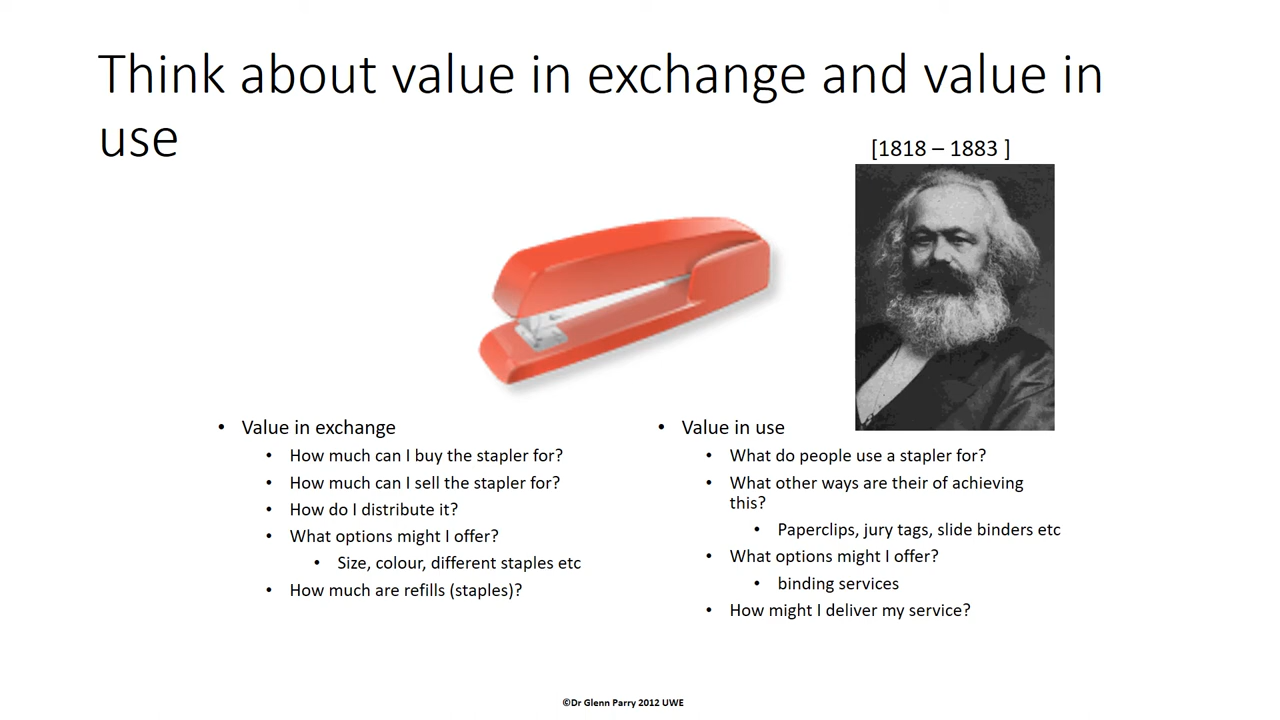 Think about value in exchange and value in
use
[1818 – 1883 ]
• Value in exchange
• How much can I buy the stapler for?
• How much can I sell the stapler for?
• How do I distribute it?
• What options might I offer?
• Size, colour, different staples etc
• How much are refills (staples)?
• Value in use
• What do people use a stapler for?
• What other ways are their of achieving
this?
• Paperclips, jury tags, slide binders etc
• What options might I offer?
• binding services
• How might I deliver my service?
©Dr Glenn Parry 2012 UWE